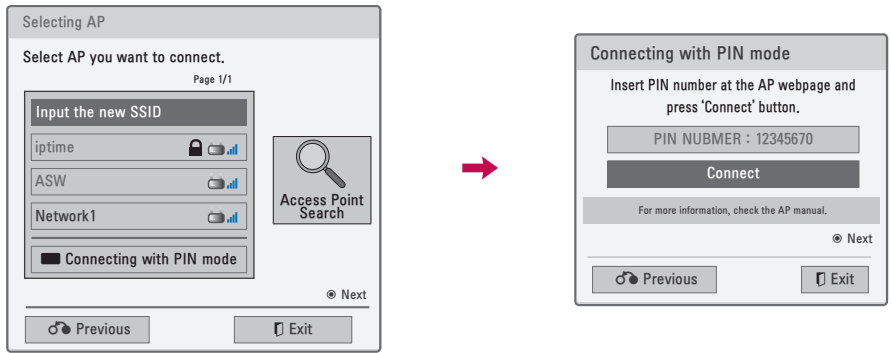 Selecting AP
Select AP you want to connect.
Page 1/1
Input the new SSID
iptime
ASW
Network1
Connecting with PIN mode
Access Point
Search
Next
Previous
Exit
Connecting with PIN mode
Insert PIN number at the AP webpage and
press ‘Connect’ button.
PIN NUBMER : 12345670
Connect
For more information, check the AP manual.
Next
Previous
Exit